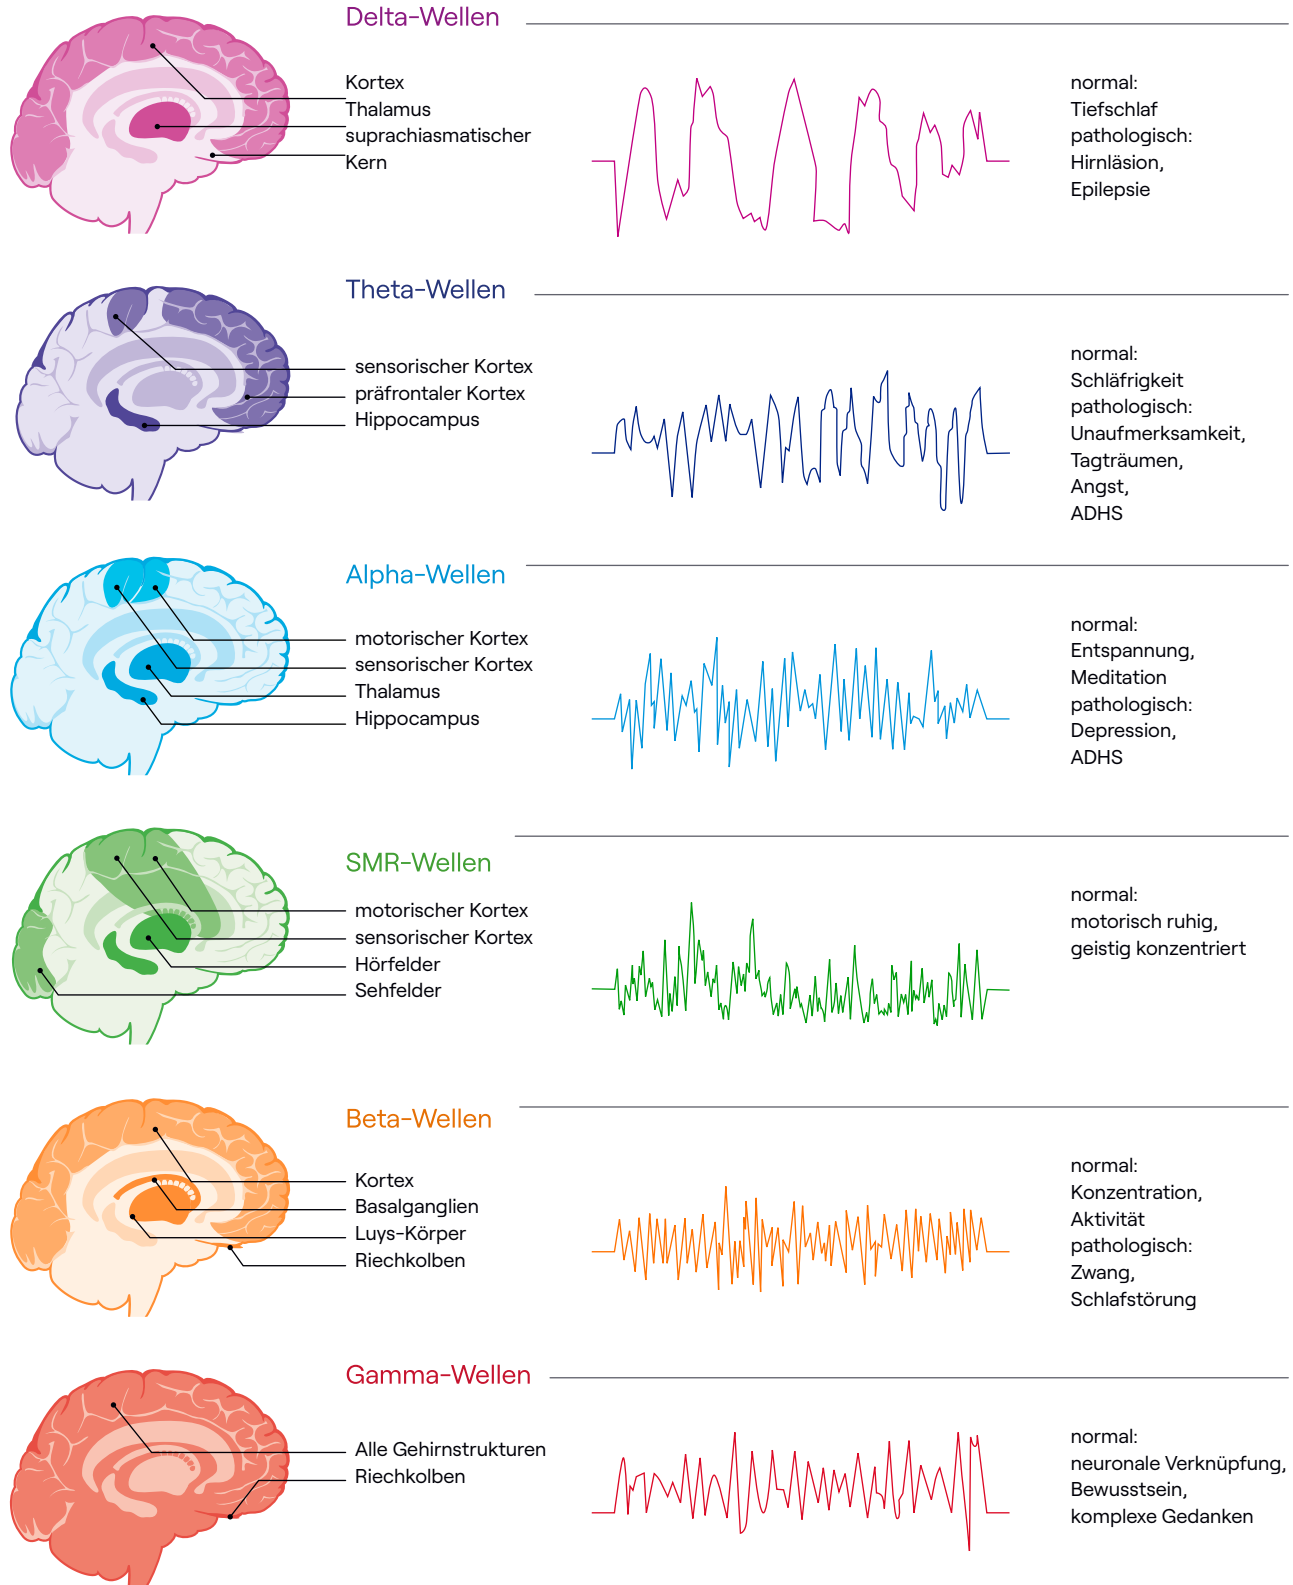 Delta-Wellen
Kortex
Thalamus
suprachiasmatischer
Kern
normal:
Tiefschlaf
pathologisch:
Hirnläsion,
Epilepsie
Theta-Wellen
sensorischer Kortex
präfrontaler Kortex
Hippocampus
normal:
Schläfrigkeit
pathologisch:
Unaufmerksamkeit,
Tagträumen,
Angst,
ADHS
Alpha-Wellen
motorischer Kortex
sensorischer Kortex
Thalamus
Hippocampus
normal:
Entspannung,
Meditation
pathologisch:
Depression,
ADHS
SMR-Wellen
motorischer Kortex
sensorischer Kortex
Hörfelder
Sehfelder
normal:
motorisch ruhig,
geistig konzentriert
Beta-Wellen
Kortex
Basalganglien
Luys-Körper
Riechkolben
normal:
Konzentration,
Aktivität
pathologisch:
Zwang,
Schlafstörung
Gamma-Wellen
Alle Gehirnstrukturen
Riechkolben
normal:
neuronale Verknüpfung,
Bewusstsein,
komplexe Gedanken